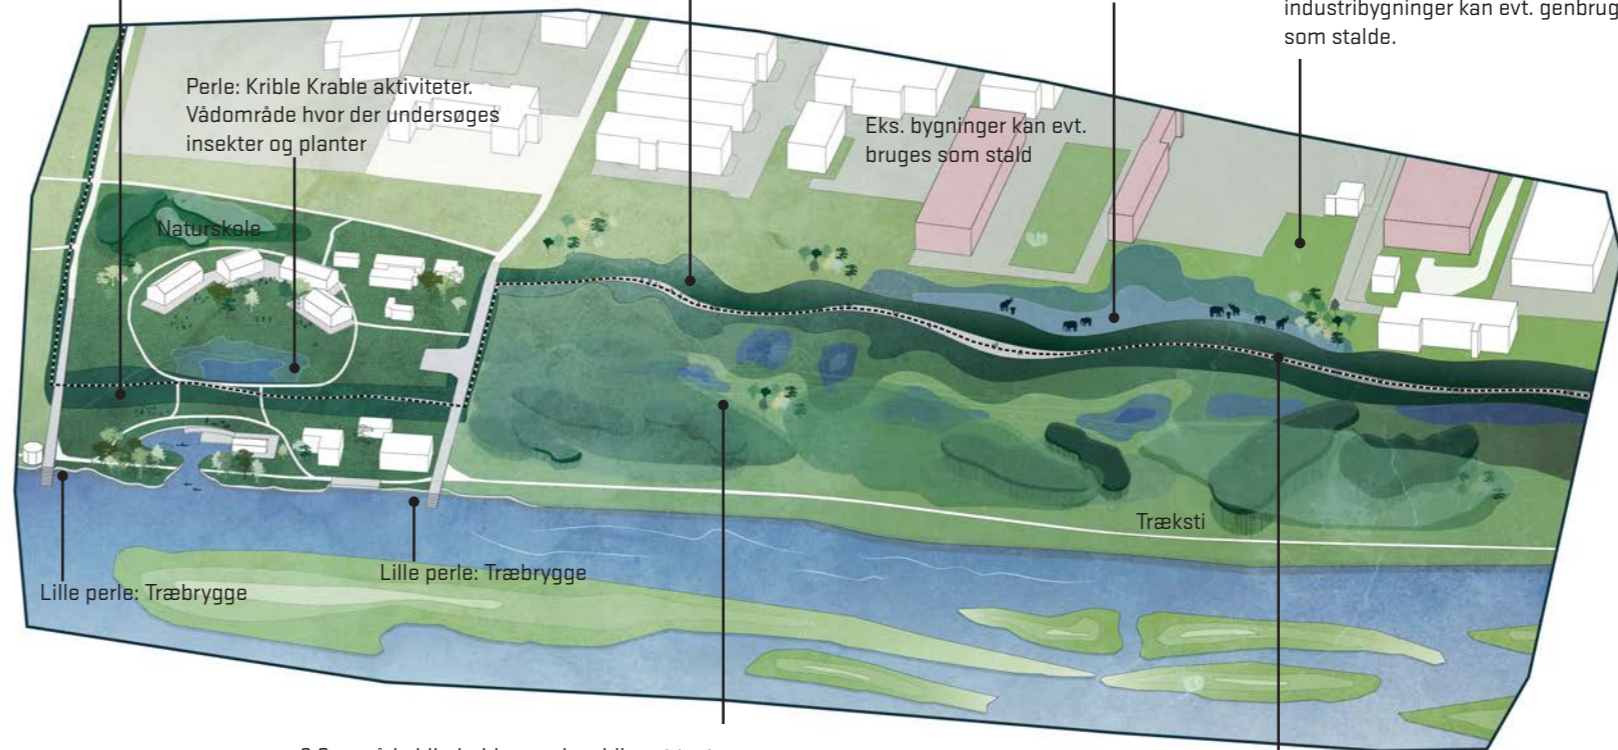 industribygninger kan evt. genbrug
som stalde.
Perle: Krible Krable aktiviteter.
Vådområde hvor der undersøges
insekter og planter
Eks. bygninger kan evt.
bruges som stald
Naturskole
Træksti
Lille perle: Træbrygge
Lille perle: Træbrygge